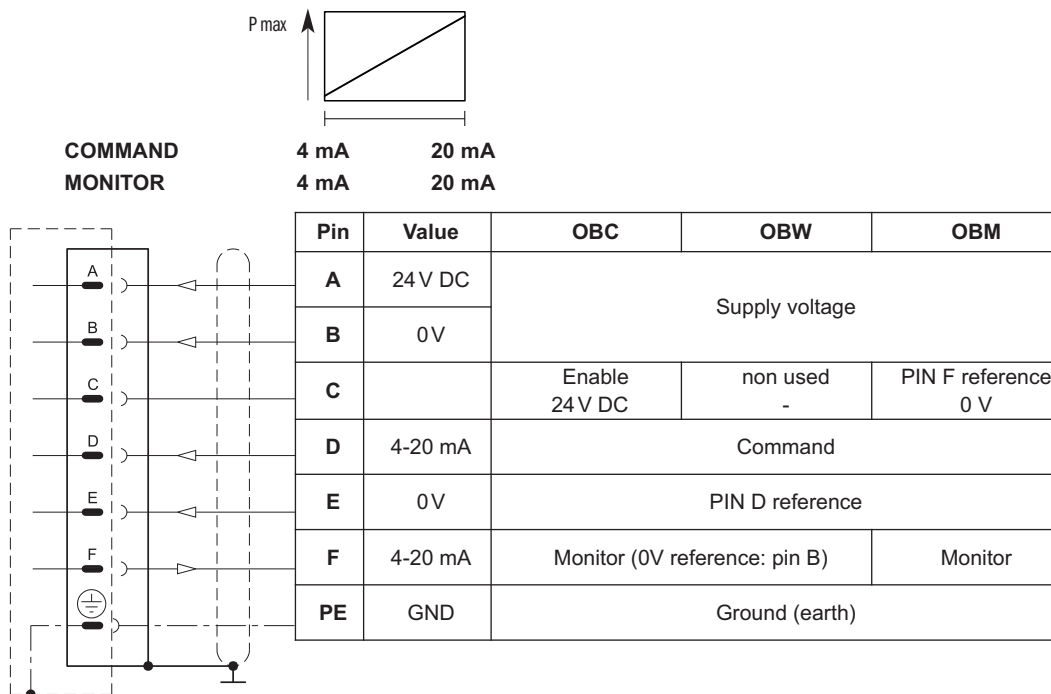 P max
COMMAND 4 mA 20 mA
MONITOR 4 mA 20 mA
Pin Value OBC OBW OBM
A A 24 V DC Supply voltage
B B 0 V
C C Enable 24 V DC non used - PIN F reference 0 V
D D 4-20 mA Command
E E 0 V PIN D reference
F F 4-20 mA Monitor (0V reference: pin B) Monitor
PE GND Ground (earth)